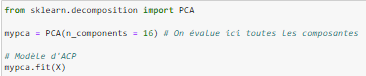 from sklearn.decomposition import PCA
mypca = PCA(n_components = 16) # On évalue ici toutes les composantes
# Modèle d'ACP
mypca.fit(X)